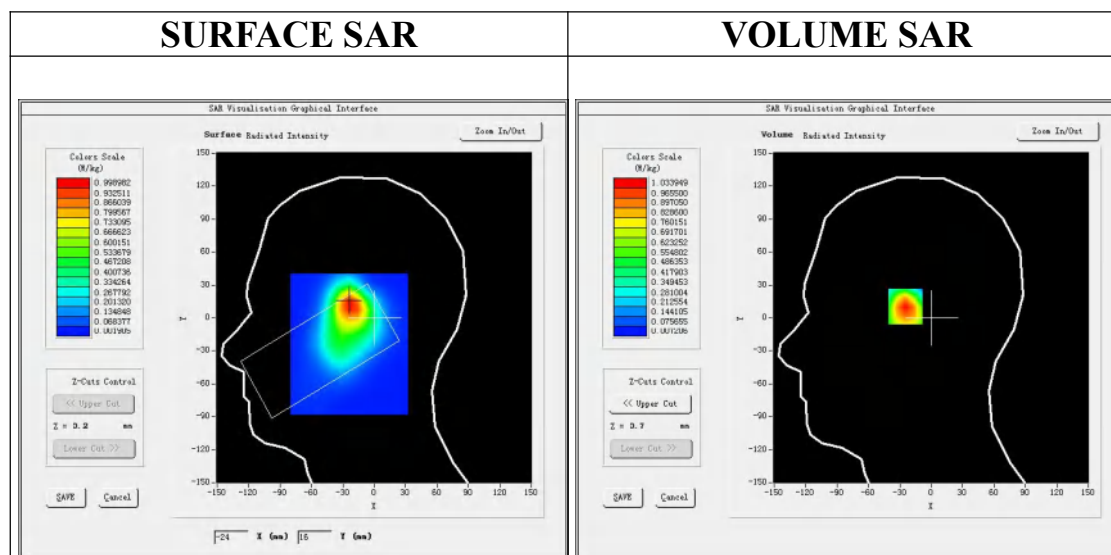 SURFACE SAR
VOLUME SAR
SAR Visualisation Graphical Interface
Surface Radiated Intensity
Zoom In/Out
Colors Scale
(W/kg)
0.998982
0.932511
0.866039
0.799567
0.733095
0.666623
0.600151
0.533679
0.467208
0.400736
0.334264
0.267792
0.201320
0.134848
0.068377
0.001905
Z-Cuts Control
<< Upper Cut
Z = 3.2 mm
Lower Cut >>
SAVE
Cancel
150
120
90
60
30
0
-30
-60
-90
-120
-150
Y
-150 -120 -90 -60 -30 0 30 60 90 120 150
X
-24 X (mm) 16 Y (mm)
SAR Visualisation Graphical Interface
Volume Radiated Intensity
Zoom In/Out
Colors Scale
(W/kg)
1.033949
0.965500
0.897050
0.828600
0.760151
0.691701
0.623252
0.554802
0.486353
0.417903
0.349453
0.281004
0.212554
0.144105
0.075655
0.007206
Z-Cuts Control
<< Upper Cut
Z = 3.7 mm
Lower Cut >>
SAVE
Cancel
150
120
90
60
30
0
-30
-60
-90
-120
-150
Y
-150 -120 -90 -60 -30 0 30 60 90 120 150
X